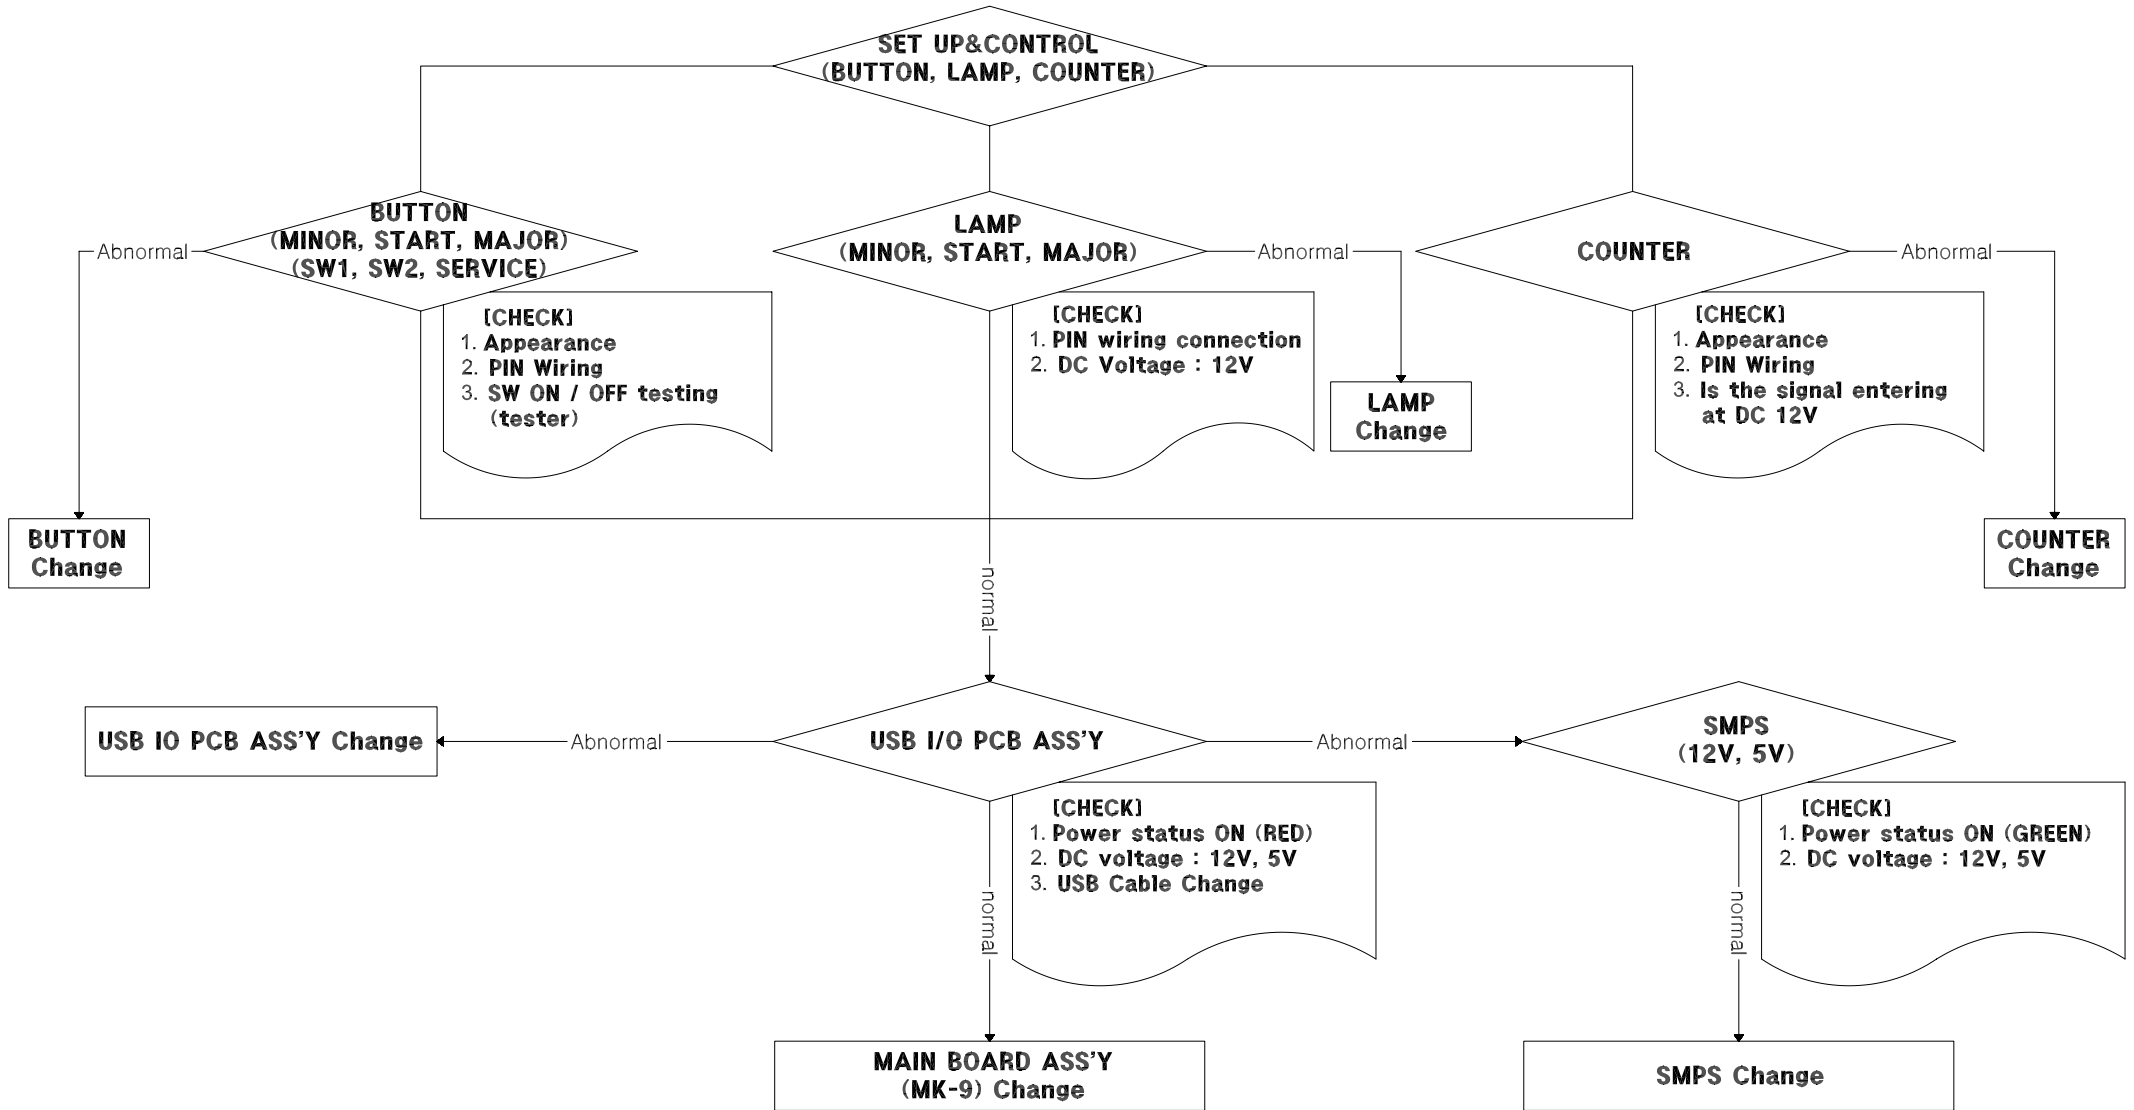 SET UP&CONTROL
(BUTTON, LAMP, COUNTER)
BUTTON
(MINOR, START, MAJOR)
(SW1, SW2, SERVICE)
Abnormal
[CHECK]
1. Appearance
2. PIN Wiring
3. SW ON / OFF testing
(tester)
BUTTON
Change
LAMP
(MINOR, START, MAJOR)
Abnormal
[CHECK]
1. PIN wiring connection
2. DC Voltage : 12V
LAMP
Change
COUNTER
Abnormal
[CHECK]
1. Appearance
2. PIN Wiring
3. Is the signal entering
at DC 12V
COUNTER
Change
normal
USB IO PCB ASS'Y Change
Abnormal
USB I/O PCB ASS'Y
Abnormal
SMPS
(12V, 5V)
[CHECK]
1. Power status ON (RED)
2. DC voltage : 12V, 5V
3. USB Cable Change
normal
[CHECK]
1. Power status ON (GREEN)
2. DC voltage : 12V, 5V
normal
MAIN BOARD ASS'Y
(MK-9) Change
SMPS Change